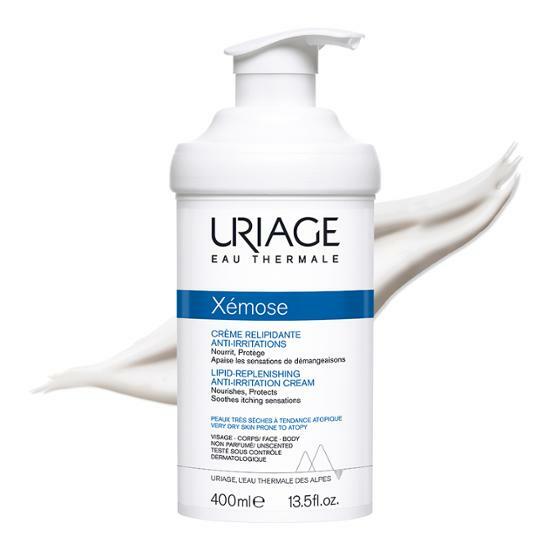 URIAGE
EAU THERMALE
Xémose
CRÈME RELIPIDANTE
ANTI-IRRITATIONS
Nourrit, Protège
Apaise les sensations de démangeaisons
LIPID-REPLENISHING
ANTI-IRRITATION CREAM
Nourishes, Protects
Soothes itching sensations
PEAUX TRÈS SÈCHES À TENDANCE ATOPIQUE
VERY DRY SKIN PRONE TO ATOPY
VISAGE - CORPS/ FACE - BODY
NON PARFUMÉ/ UNSCENTED
TESTÉ SOUS CONTRÔLE
DERMATOLOGIQUE
URIAGE, L'EAU THERMALE DES ALPES
400ml℮ 13.5fl.oz.